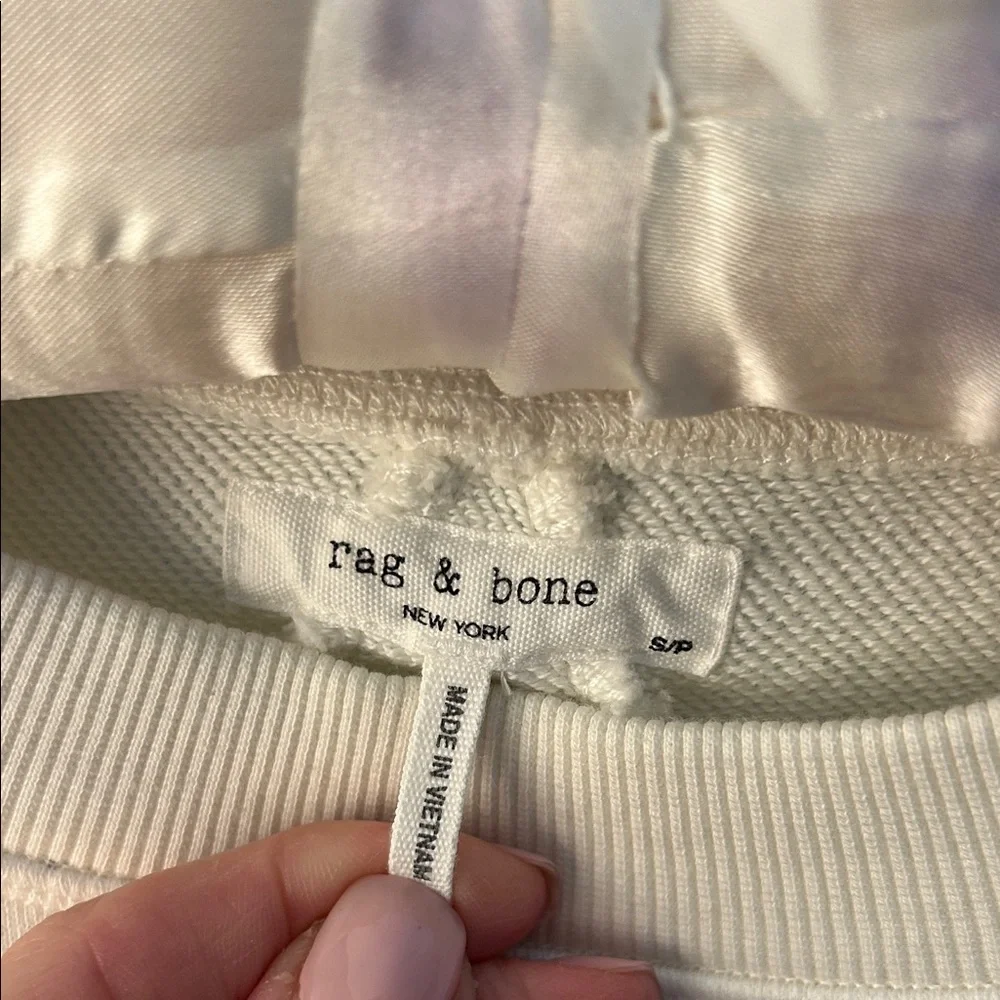 rag & bone
NEW YORK
S/P
MADE IN VIETNAM